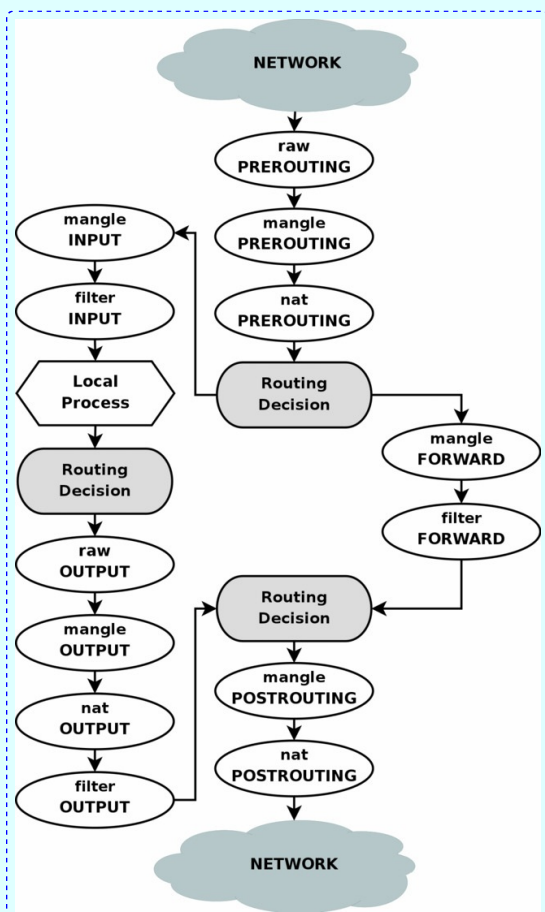 NETWORK
raw
PREROUTING
mangle
PREROUTING
nat
PREROUTING
Routing
Decision
mangle
INPUT
filter
INPUT
Local
Process
Routing
Decision
raw
OUTPUT
mangle
OUTPUT
nat
OUTPUT
filter
OUTPUT
mangle
FORWARD
filter
FORWARD
Routing
Decision
mangle
POSTROUTING
nat
POSTROUTING
NETWORK